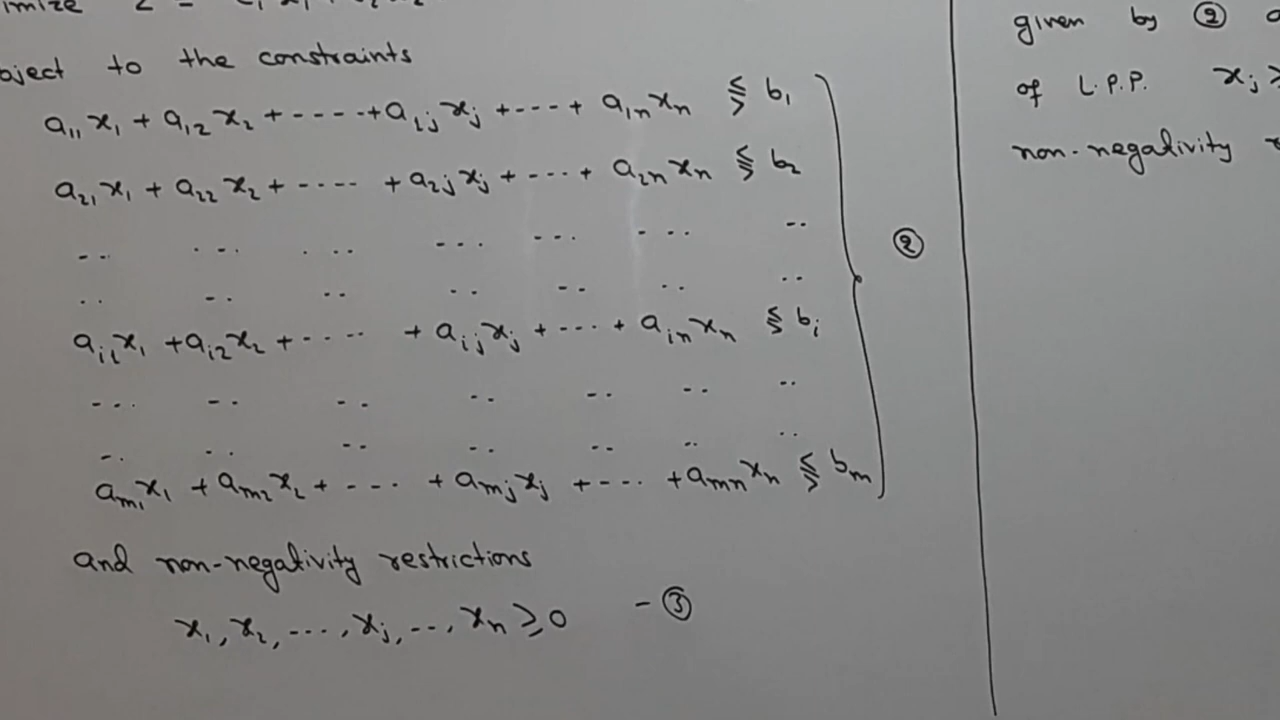 subject to the constraints
a₁₁x₁ + a₁₂x₂ + ----- + a₁ⱼxⱼ + ---- + a₁ₙxₙ ⋚ b₁
a₂₁x₁ + a₂₂x₂ + ---- + a₂ⱼxⱼ + --- + a₂ₙxₙ ⋚ b₂
.. ... ... ... ... ... ..
.. .. .. .. .. .. ..
aᵢ₁x₁ + aᵢ₂x₂ + ---- + aᵢⱼxⱼ + ---- + aᵢₙxₙ ⋚ bᵢ
... .. .. .. .. .. ..
.. .. .. .. .. .. ..
aₘ₁x₁ + aₘ₂x₂ + --- + aₘⱼxⱼ + ---- + aₘₙxₙ ⋚ bₘ
②
and non-negativity restrictions
x₁, x₂, ---, xⱼ, .., xₙ ≥ 0 - ③
given by ②
of L.P.P. xⱼ ≥
non-negativity